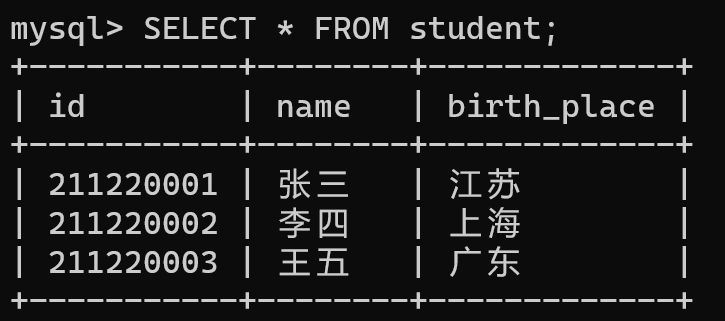 mysql> SELECT * FROM student;
+-----------+--------+-------------+
| id        | name   | birth_place |
+-----------+--------+-------------+
| 211220001 | 张三   | 江苏        |
| 211220002 | 李四   | 上海        |
| 211220003 | 王五   | 广东        |
+-----------+--------+-------------+